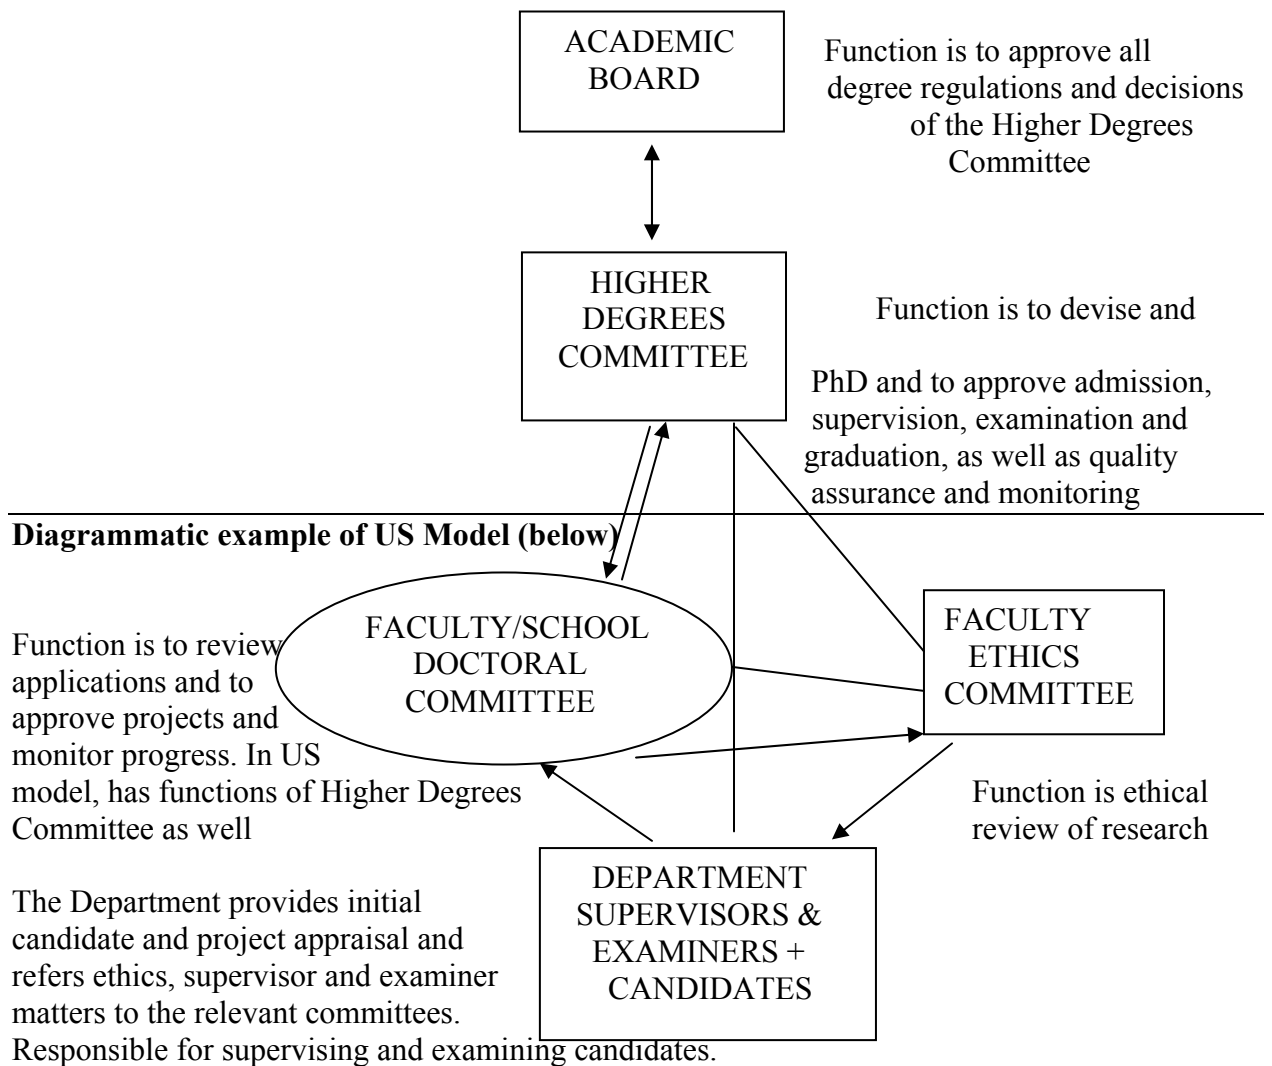 ACADEMIC
BOARD
Function is to approve all
degree regulations and decisions
of the Higher Degrees
Committee
HIGHER
DEGREES
COMMITTEE
Function is to devise and
PhD and to approve admission,
supervision, examination and
graduation, as well as quality
assurance and monitoring
Diagrammatic example of US Model (below)
FACULTY/SCHOOL
DOCTORAL
COMMITTEE
FACULTY
ETHICS
COMMITTEE
Function is to review
applications and to
approve projects and
monitor progress. In US
model, has functions of Higher Degrees
Committee as well
Function is ethical
review of research
DEPARTMENT
SUPERVISORS &
EXAMINERS +
CANDIDATES
The Department provides initial
candidate and project appraisal and
refers ethics, supervisor and examiner
matters to the relevant committees.
Responsible for supervising and examining candidates.